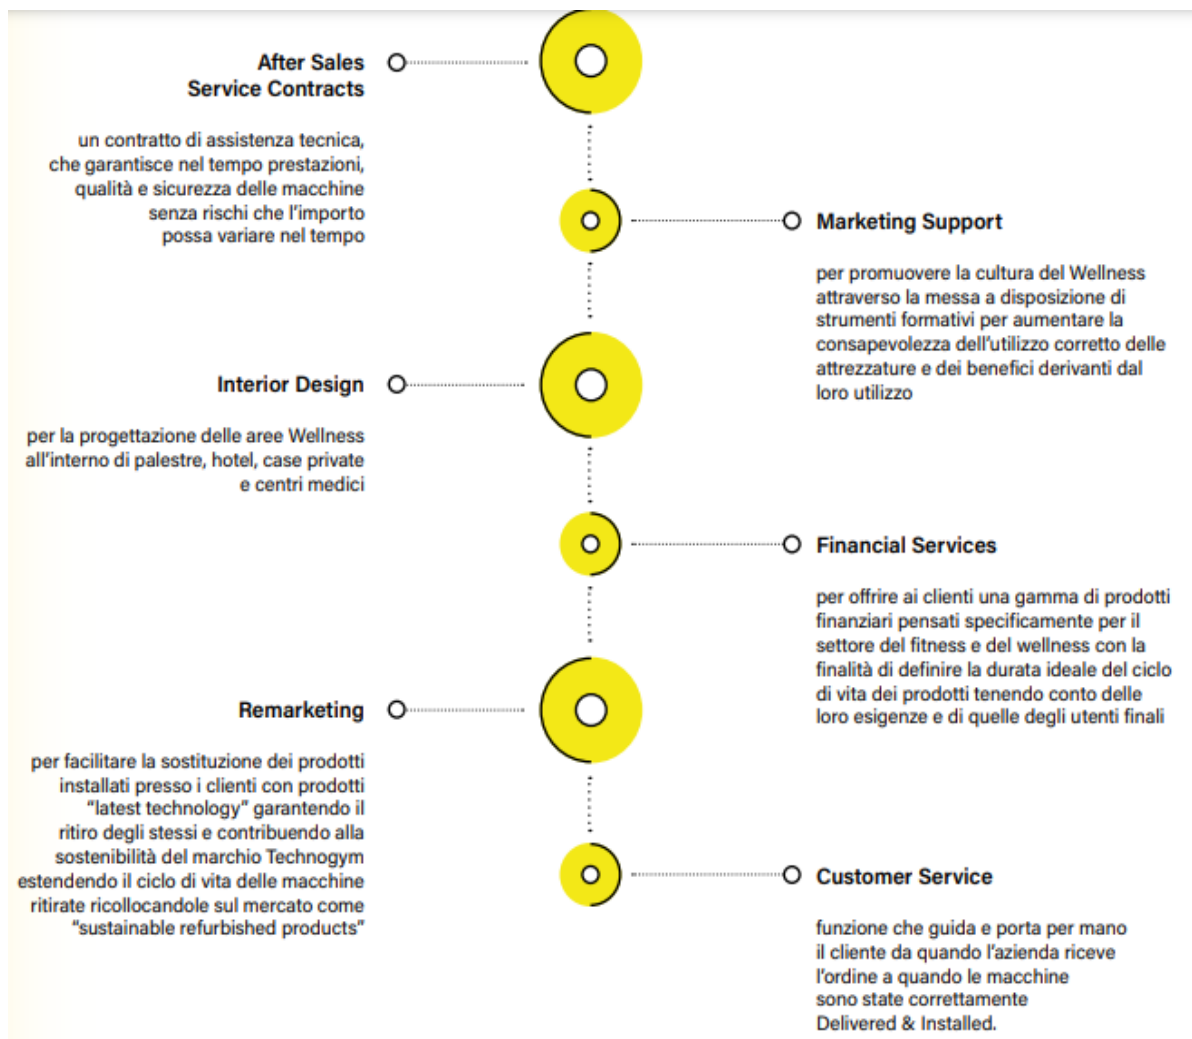 After Sales
Service Contracts
un contratto di assistenza tecnica,
che garantisce nel tempo prestazioni,
qualità e sicurezza delle macchine
senza rischi che l'importo
possa variare nel tempo
Marketing Support
per promuovere la cultura del Wellness
attraverso la messa a disposizione di
strumenti formativi per aumentare la
consapevolezza dell'utilizzo corretto delle
attrezzature e dei benefici derivanti dal
loro utilizzo
Interior Design
per la progettazione delle aree Wellness
all'interno di palestre, hotel, case private
e centri medici
Financial Services
per offrire ai clienti una gamma di prodotti
finanziari pensati specificamente per il
settore del fitness e del wellness con la
finalità di definire la durata ideale del ciclo
di vita dei prodotti tenendo conto delle
loro esigenze e di quelle degli utenti finali
Remarketing
per facilitare la sostituzione dei prodotti
installati presso i clienti con prodotti
"latest technology" garantendo il
ritiro degli stessi e contribuendo alla
sostenibilità del marchio Technogym
estendendo il ciclo di vita delle macchine
ritirate ricollocandole sul mercato come
"sustainable refurbished products"
Customer Service
funzione che guida e porta per mano
il cliente da quando l'azienda riceve
l'ordine a quando le macchine
sono state correttamente
Delivered & Installed.